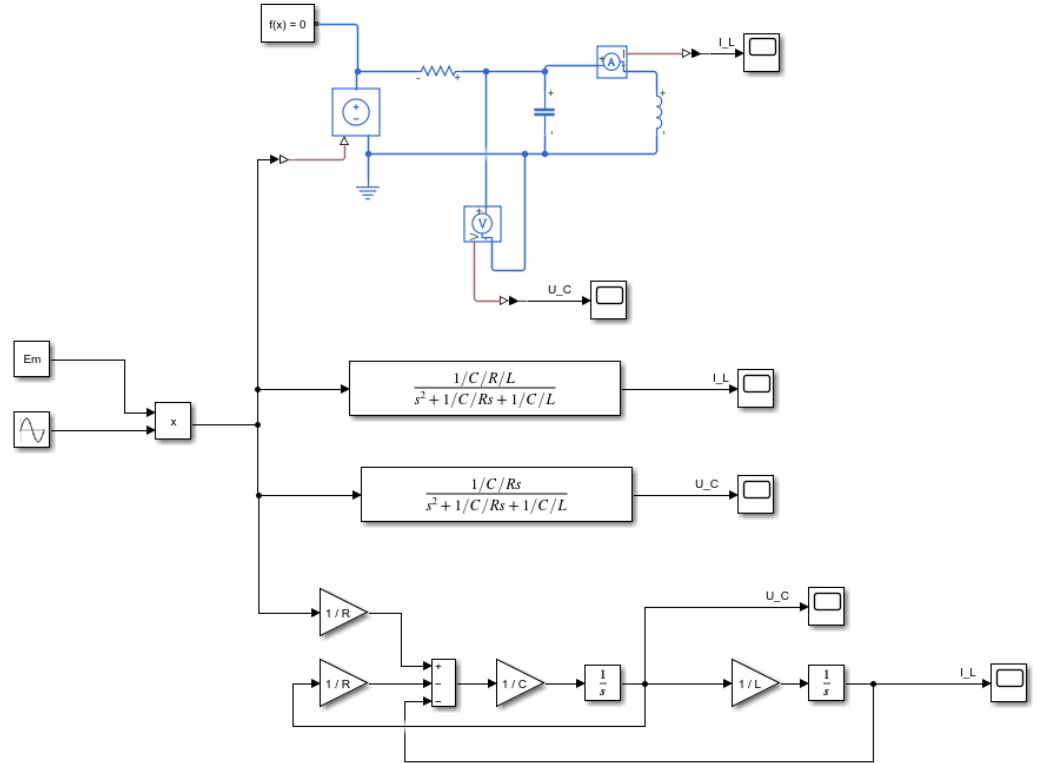 f(x) = 0
I_L
- +
+
A
I
+
+
-
-
+
-
+
V
V
-
U_C
Em
x
1/C/R/L
s² + 1/C/Rs + 1/C/L
I_L
1/C/Rs
s² + 1/C/Rs + 1/C/L
U_C
1 / R
U_C
1 / R
+
−
−
1 / C
1
s
1 / L
1
s
I_L